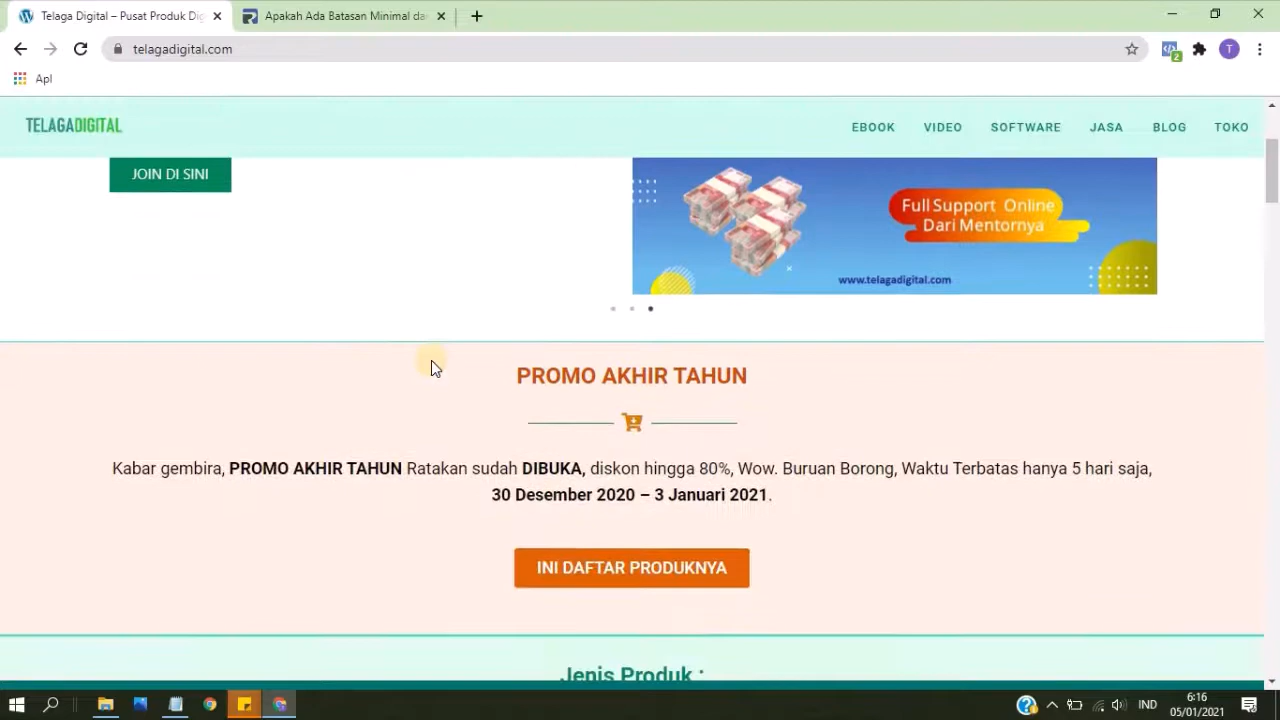 Telaga Digital – Pusat Produk Dig
Apakah Ada Batasan Minimal da
telagadigital.com
2
T
Apl
TELAGADIGITAL
EBOOK
VIDEO
SOFTWARE
JASA
BLOG
TOKO
JOIN DI SINI
Full Support Online
Dari Mentornya
www.telagadigital.com
PROMO AKHIR TAHUN
Kabar gembira, PROMO AKHIR TAHUN Ratakan sudah DIBUKA, diskon hingga 80%, Wow. Buruan Borong, Waktu Terbatas hanya 5 hari saja,
30 Desember 2020 – 3 Januari 2021.
INI DAFTAR PRODUKNYA
Jenis Produk :
IND
6:16
05/01/2021